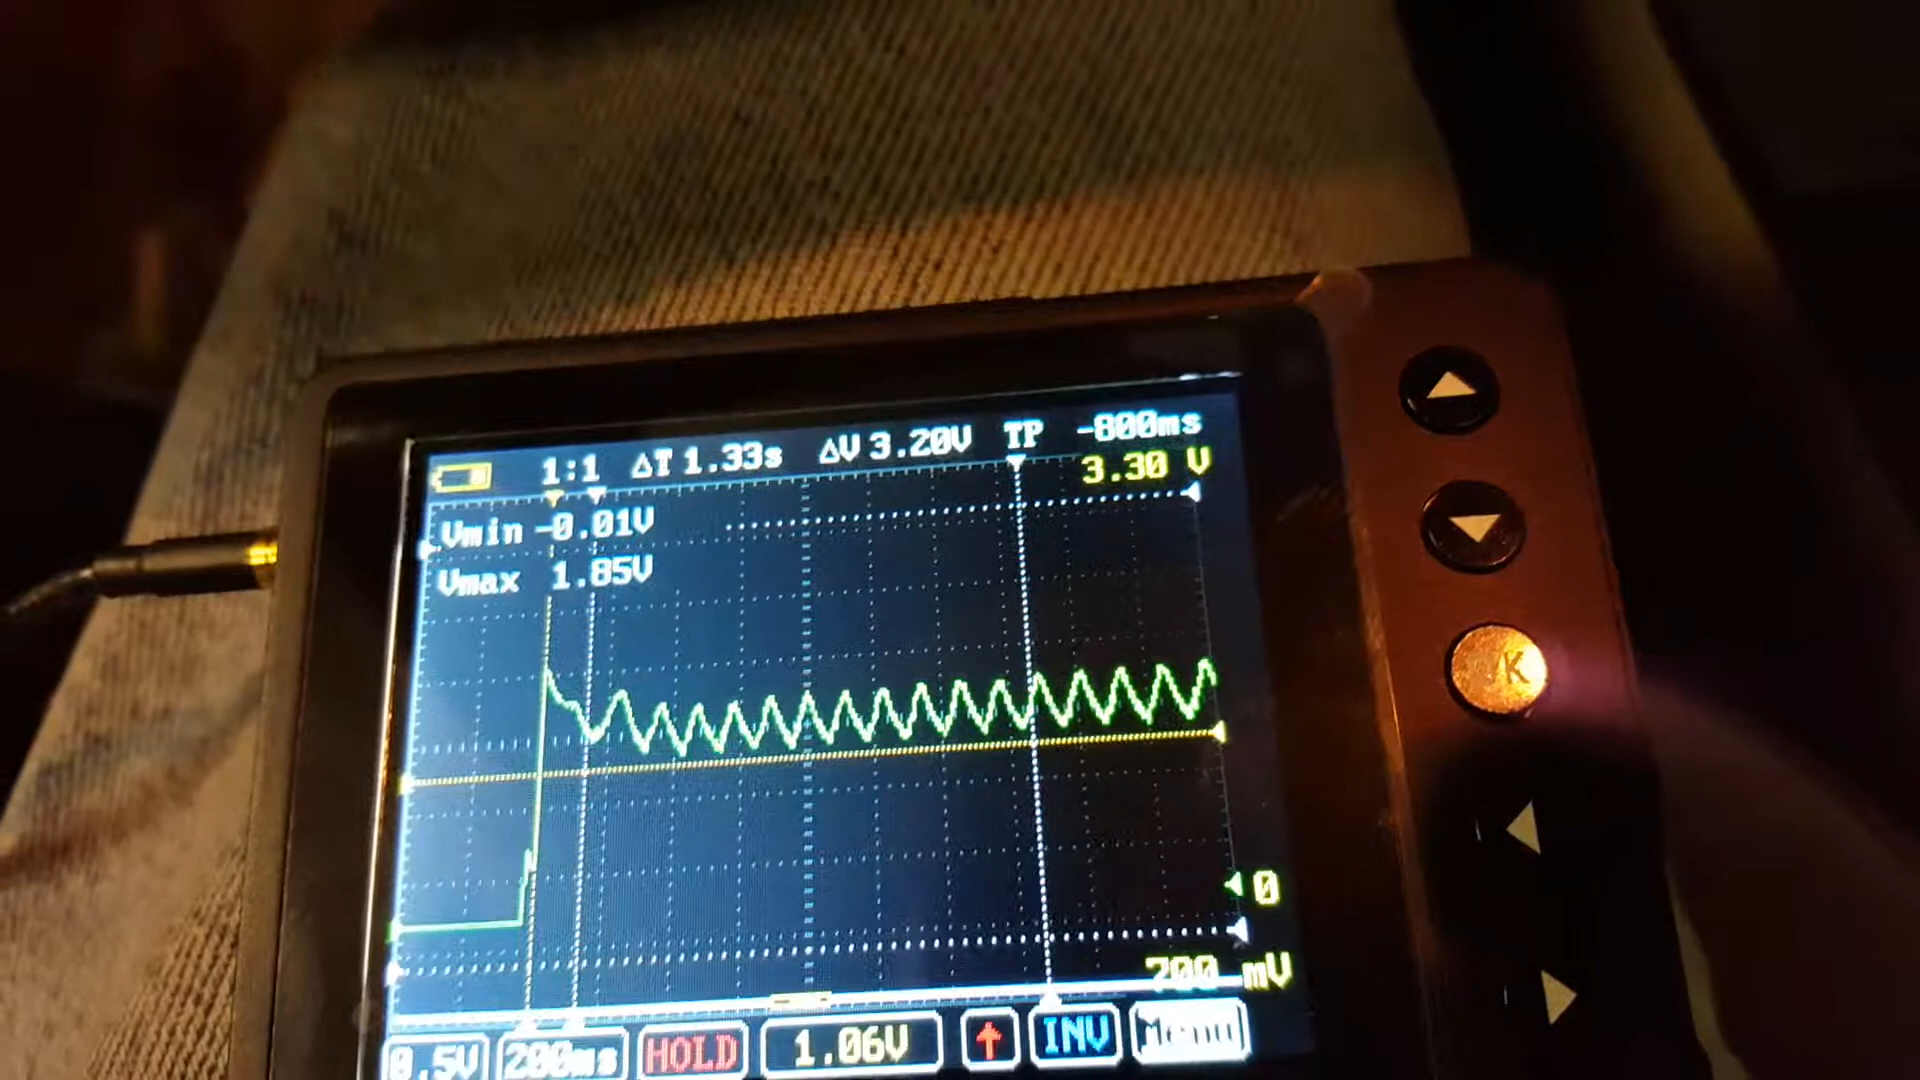 1:1 ΔT 1.33s ΔV 3.20V TP -800ms
3.30 V
Vmin -0.01V
Vmax 1.85V
0
700 mV
0.5V 200ms HOLD 1.06V ↑ INV Menu
K